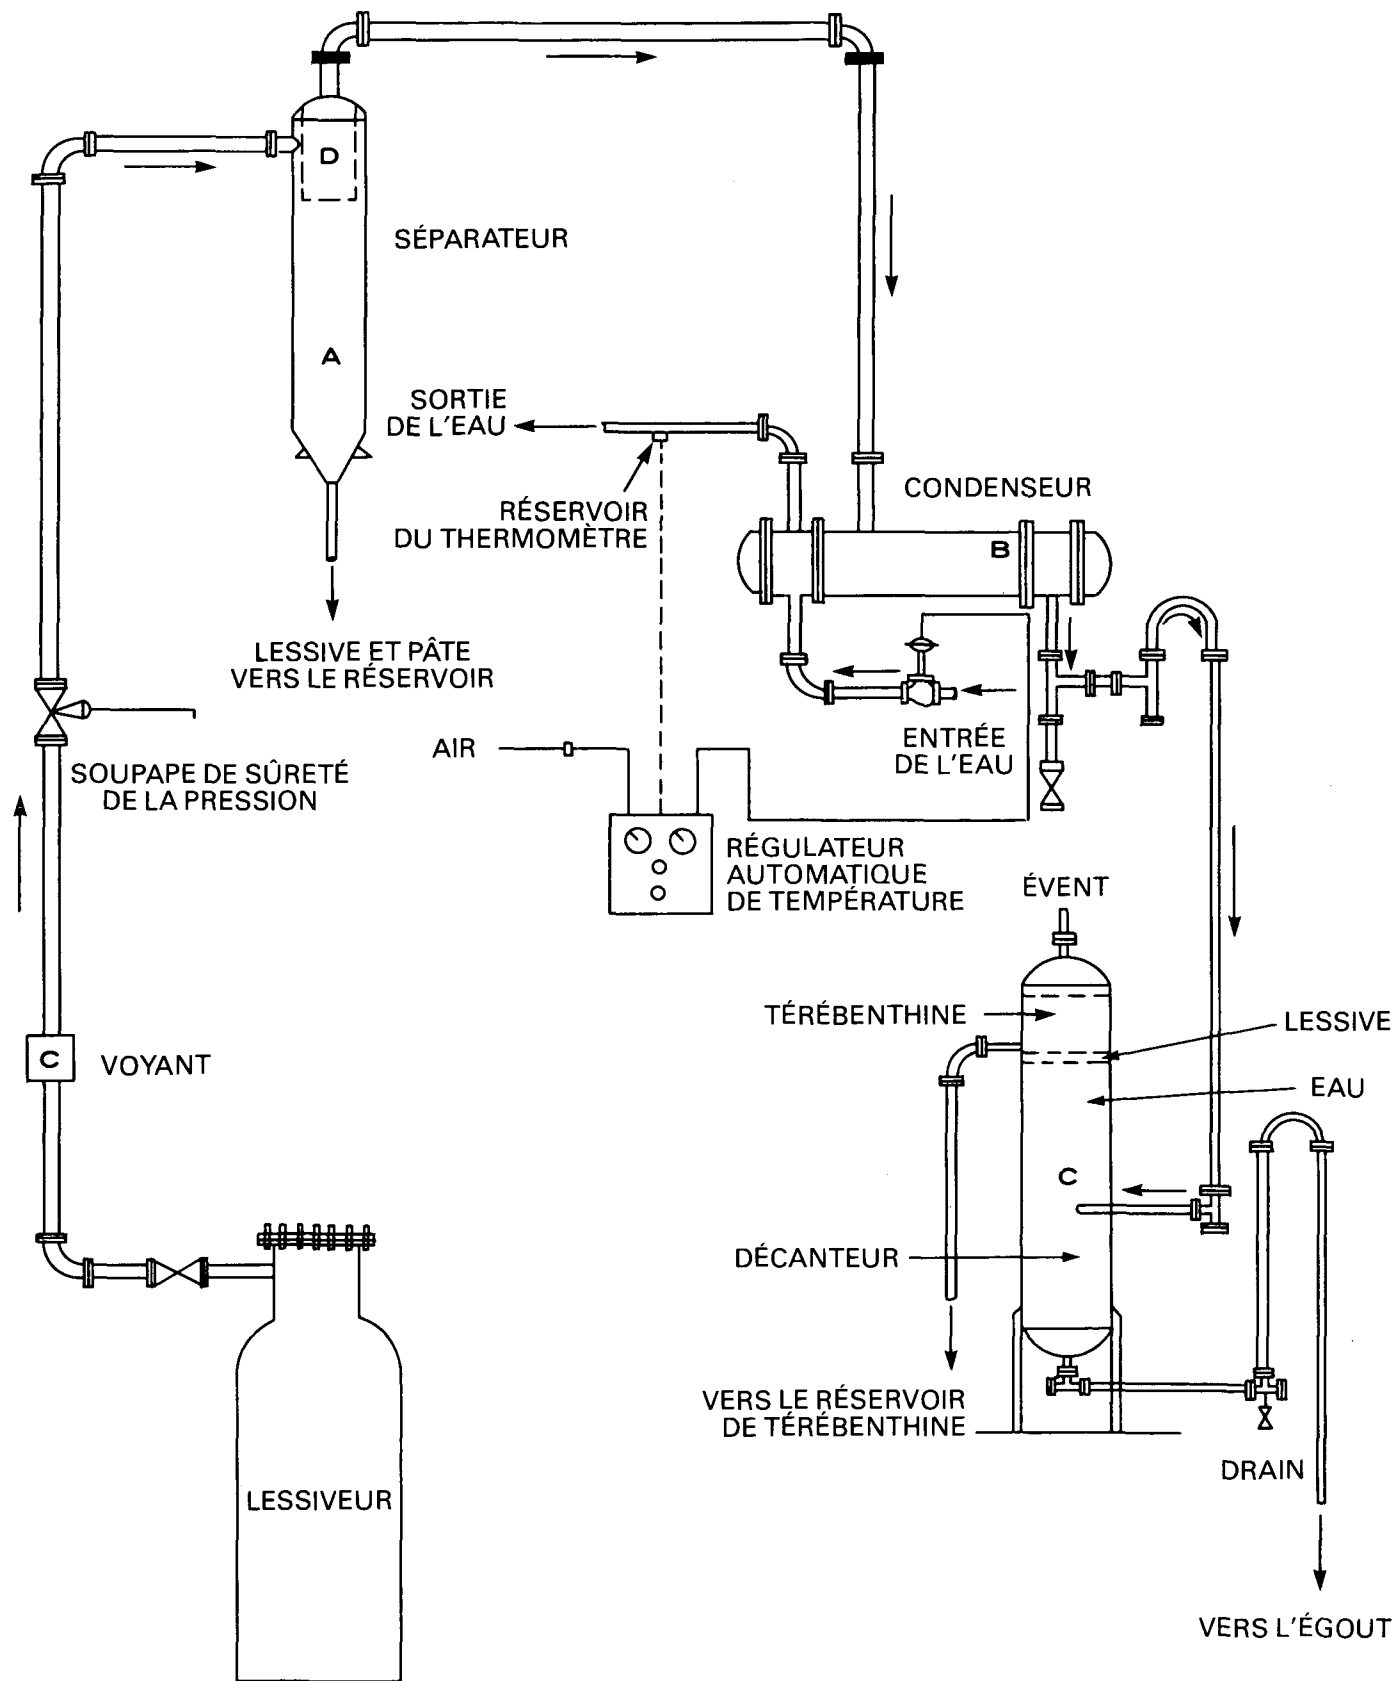 D
SÉPARATEUR
A
SORTIE
DE L'EAU
RÉSERVOIR
DU THERMOMÈTRE
CONDENSEUR
B
LESSIVE ET PÂTE
VERS LE RÉSERVOIR
SOUPAPE DE SÛRETÉ
DE LA PRESSION
AIR
ENTRÉE
DE L'EAU
RÉGULATEUR
AUTOMATIQUE
DE TEMPÉRATURE
ÉVENT
TÉRÉBENTHINE
LESSIVE
C
VOYANT
EAU
C
DÉCANTEUR
VERS LE RÉSERVOIR
DE TÉRÉBENTHINE
DRAIN
LESSIVEUR
VERS L'ÉGOUT